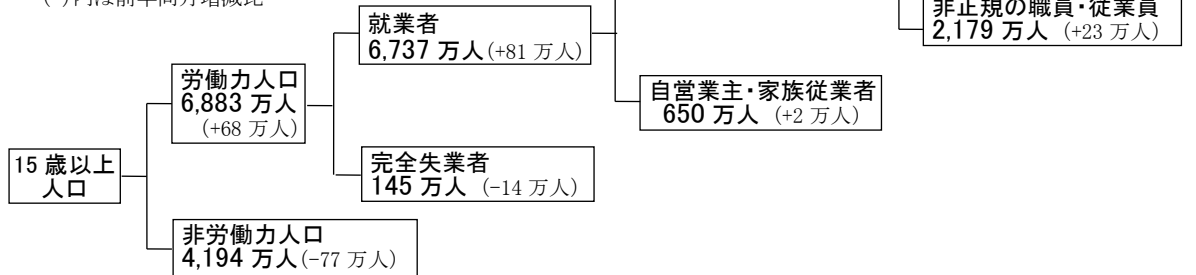 ( )内は前年同月増減比
非正規の職員・従業員
2,179 万人 (+23 万人)
就業者
6,737 万人(+81 万人)
自営業主・家族従業者
650 万人 (+2 万人)
労働力人口
6,883 万人
(+68 万人)
15 歳以上
人口
完全失業者
145 万人 (-14 万人)
非労働力人口
4,194 万人(-77 万人)